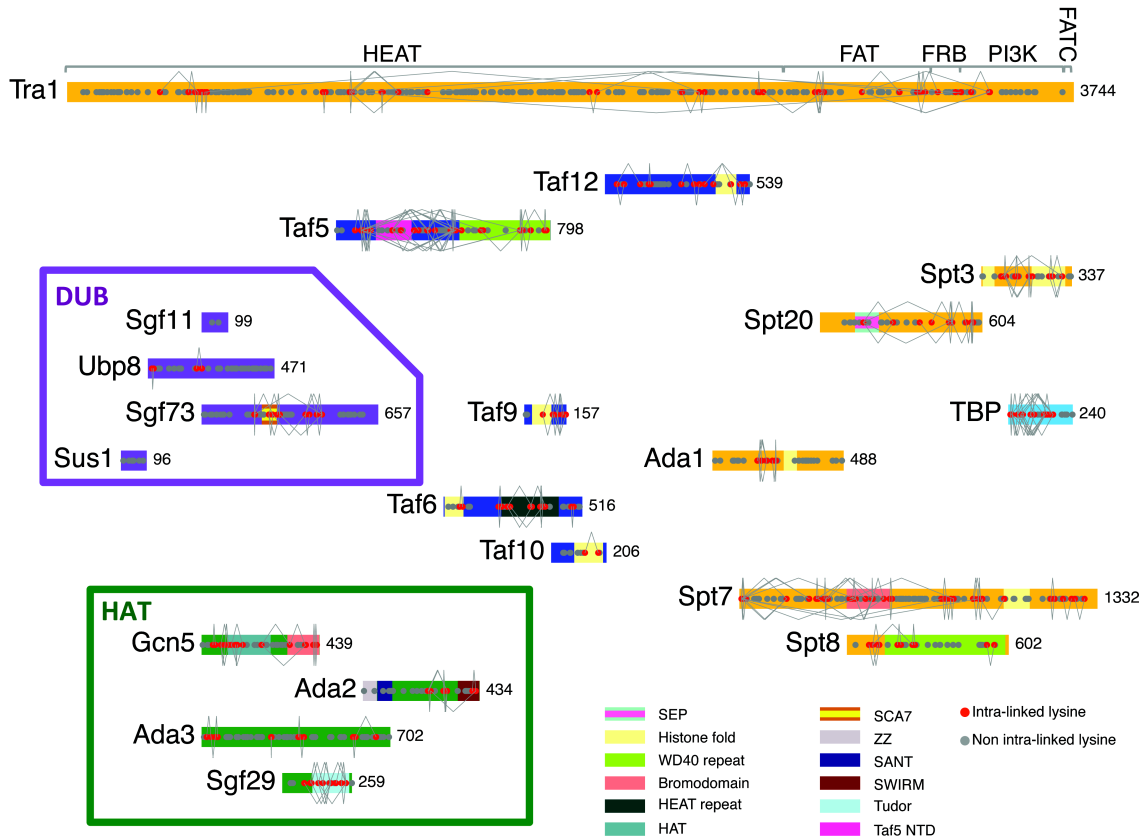 HEAT FAT FRB PI3K FATC
Tra1 3744
Taf12 539
Taf5 798
Spt3 337
DUB
Sgf11 99
Spt20 604
Ubp8 471
Sgf73 657
Taf9 157
TBP 240
Sus1 96
Ada1 488
Taf6 516
Taf10 206
HAT
Spt7 1332
Gcn5 439
Spt8 602
Ada2 434
Ada3 702
Sgf29 259
SEP SCA7 Intra-linked lysine
Histone fold ZZ Non intra-linked lysine
WD40 repeat SANT
Bromodomain SWIRM
HEAT repeat Tudor
HAT Taf5 NTD